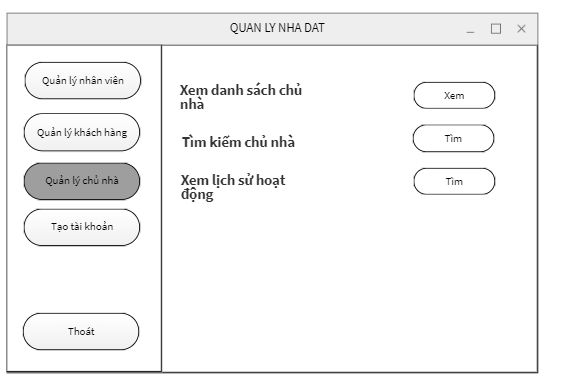 QUAN LY NHA DAT
Quản lý nhân viên
Quản lý khách hàng
Quản lý chủ nhà
Tạo tài khoản
Thoát
Xem danh sách chủ
nhà
Xem
Tìm kiếm chủ nhà
Tìm
Xem lịch sử hoạt
động
Tìm